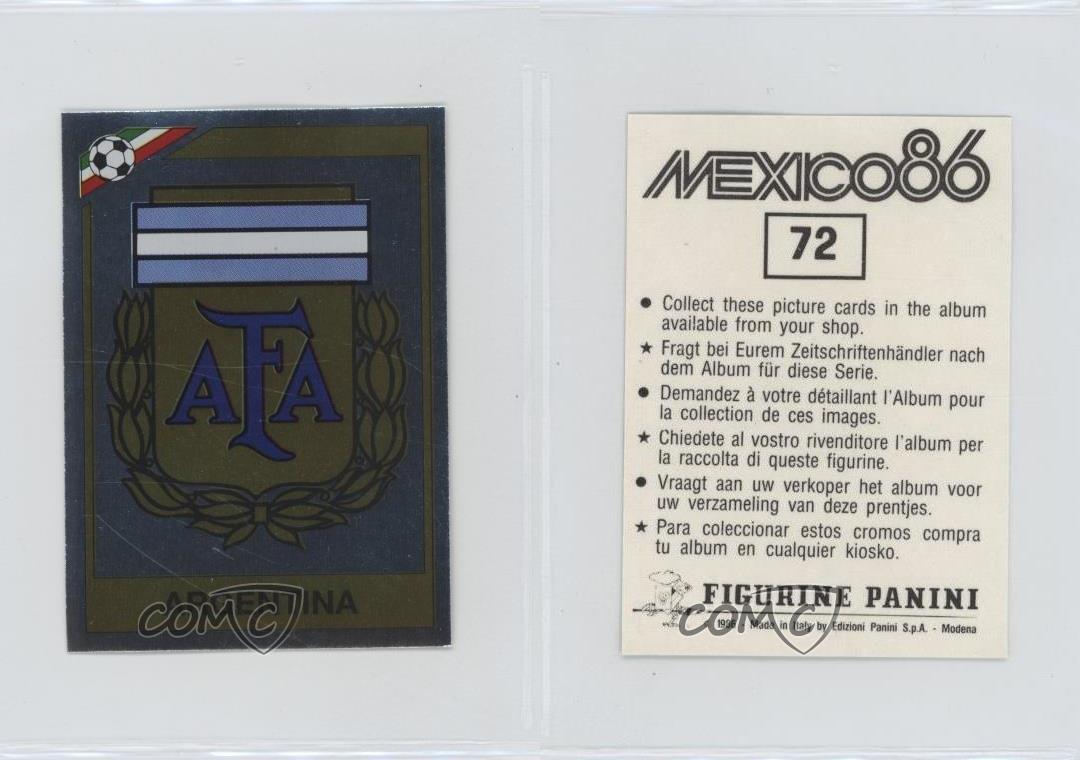 AFA
ARGENTINA
COMC
MEXICO86
72
● Collect these picture cards in the album
available from your shop.
★ Fragt bei Eurem Zeitschriftenhändler nach
dem Album für diese Serie.
● Demandez à votre détaillant l'Album pour
la collection de ces images.
★ Chiedete al vostro rivenditore l'album per
la raccolta di queste figurine.
● Vraagt aan uw verkoper het album voor
uw verzameling van deze prentjes.
★ Para coleccionar estos cromos compra
tu album en cualquier kiosko.
FIGURINE PANINI
1986 - Made in Italy by Edizioni Panini S.p.A. - Modena
COMC